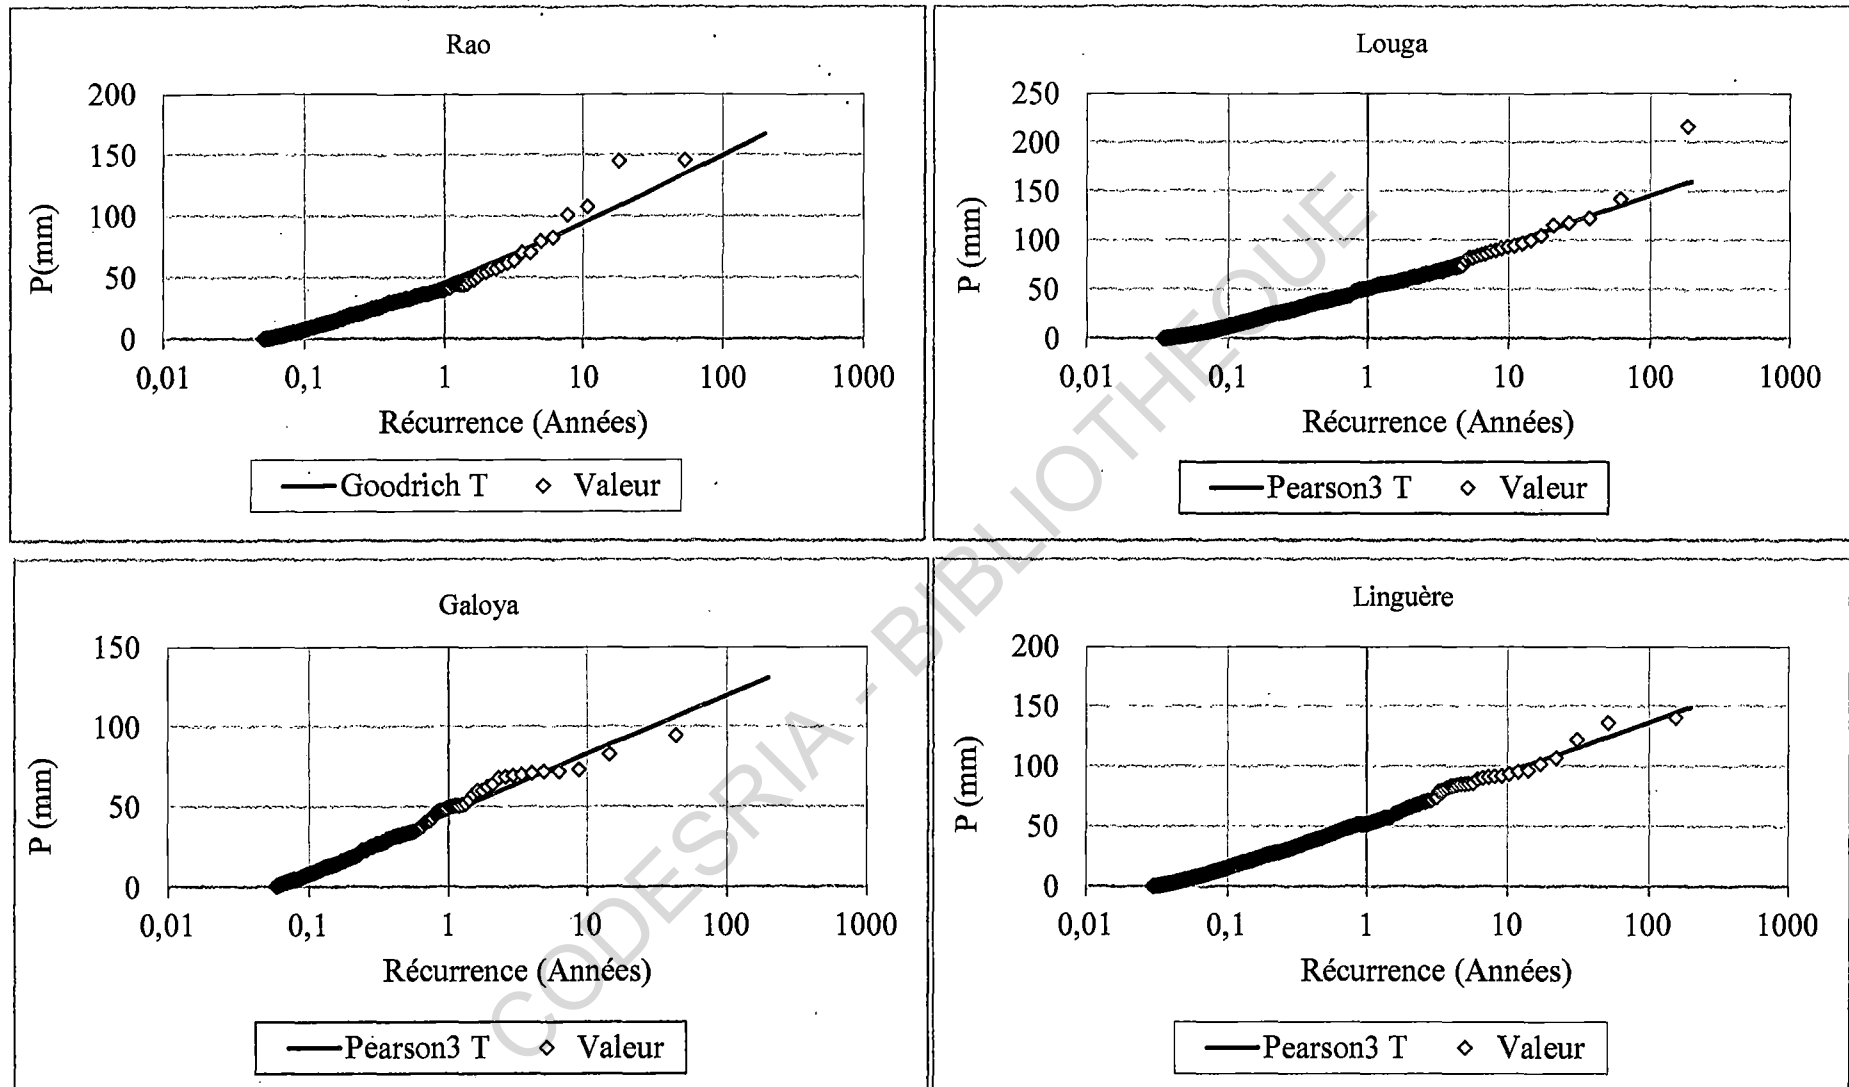 Rao
200
150
100
50
0
P(mm)
0,01 0,1 1 10 100 1000
Récurrence (Années)
Goodrich T Valeur
Louga
250
200
150
100
50
0
P (mm)
0,01 0,1 1 10 100 1000
Récurrence (Années)
Pearson3 T Valeur
Galoya
150
100
50
0
P (mm)
0,01 0,1 1 10 100 1000
Récurrence (Années)
Pearson3 T Valeur
Linguère
200
150
100
50
0
P (mm)
0,01 0,1 1 10 100 1000
Récurrence (Années)
Pearson3 T Valeur
CODESRIA - BIBLIOTHEQUE